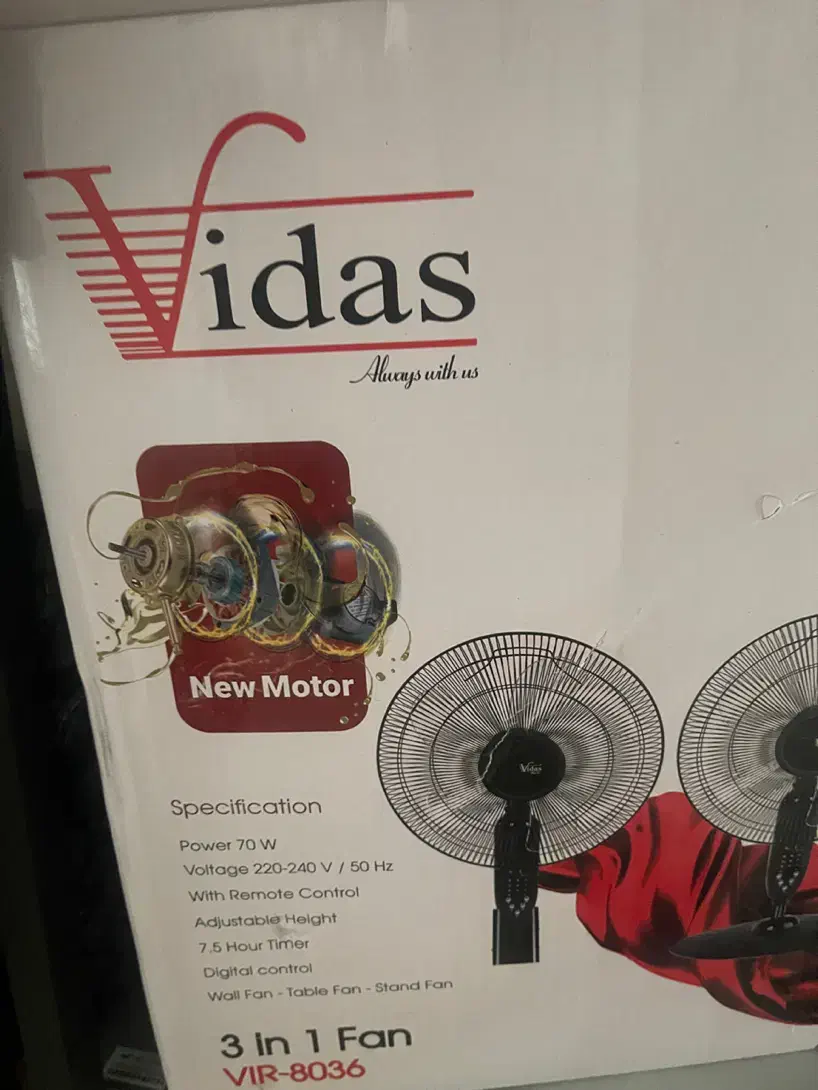 Vidas
Always with us
New Motor
Specification
Power 70 W
Voltage 220-240 V / 50 Hz
With Remote Control
Adjustable Height
7.5 Hour Timer
Digital control
Wall Fan - Table Fan - Stand Fan
3 in 1 Fan
VIR-8036
Vidas